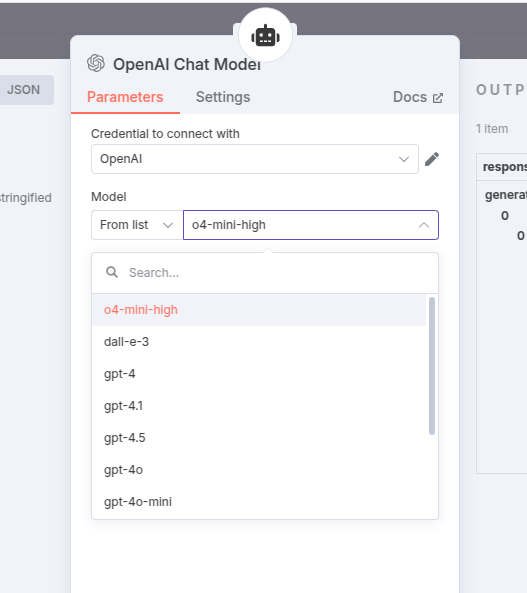 OpenAI Chat Model
JSON
Parameters
Settings
Docs
OUTP
Credential to connect with
1 item
OpenAI
respons
Model
stringified
generat
From list
o4-mini-high
0
0
Search...
o4-mini-high
dall-e-3
gpt-4
gpt-4.1
gpt-4.5
gpt-4o
gpt-4o-mini